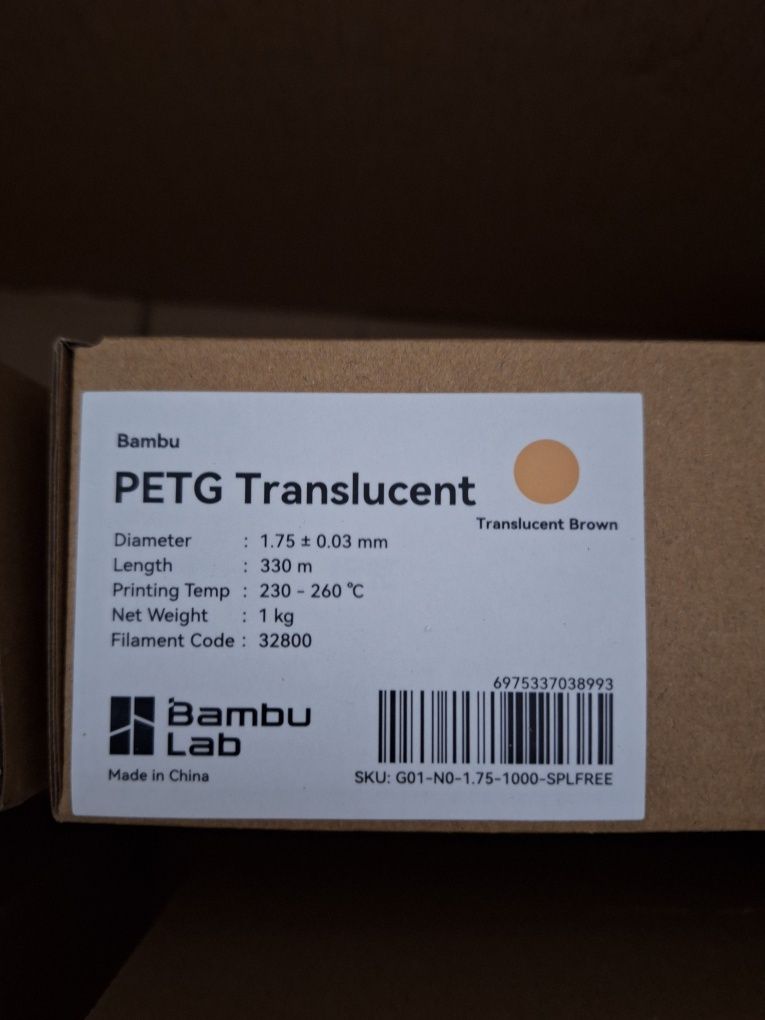 Bambu
PETG Translucent
Translucent Brown
Diameter : 1.75 ± 0.03 mm
Length : 330 m
Printing Temp : 230 - 260 ℃
Net Weight : 1 kg
Filament Code : 32800
6975337038993
Bambu
Lab
Made in China
SKU: G01-N0-1.75-1000-SPLFREE